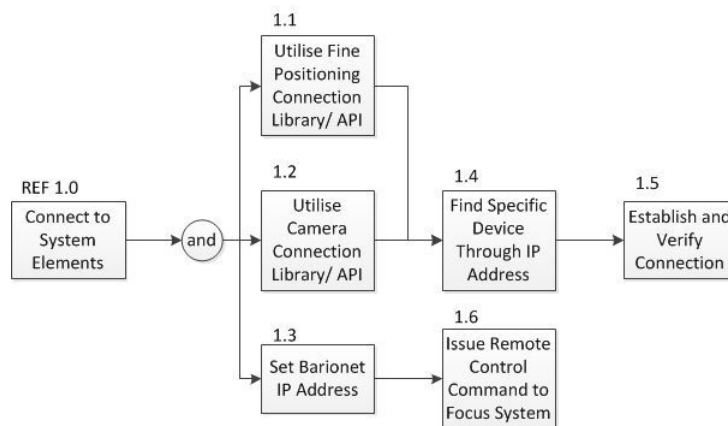 1.1
Utilise Fine
Positioning
Connection
Library/ API
REF 1.0
Connect to
System
Elements
and
1.2
Utilise
Camera
Connection
Library/ API
1.4
Find Specific
Device
Through IP
Address
1.5
Establish and
Verify
Connection
1.3
Set Barionet
IP Address
1.6
Issue Remote
Control
Command to
Focus System